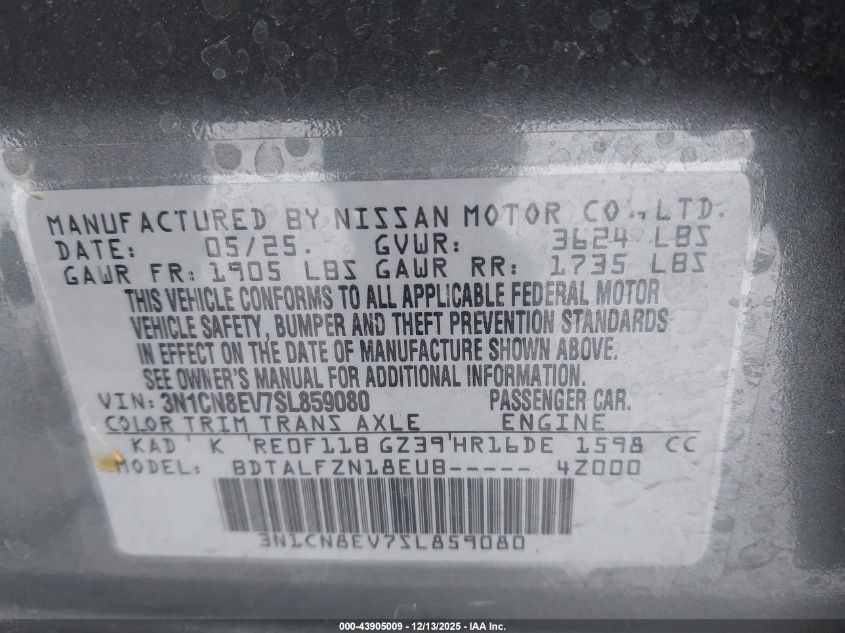 MANUFACTURED BY NISSAN MOTOR CO.,LTD.
DATE: 05/25. GVWR: 3624 LBS
GAWR FR: 1905 LBS GAWR RR: 1735 LBS
THIS VEHICLE CONFORMS TO ALL APPLICABLE FEDERAL MOTOR
VEHICLE SAFETY, BUMPER AND THEFT PREVENTION STANDARDS
IN EFFECT ON THE DATE OF MANUFACTURE SHOWN ABOVE.
SEE OWNER'S MANUAL FOR ADDITIONAL INFORMATION.
VIN: 3N1CN8EV7SL859080 PASSENGER CAR.
COLOR TRIM TRANS AXLE ENGINE
KAD' K 'RE0F11B GZ39'HR16DE 1598 CC
MODEL: BDTALFZN18EUB----- 4Z000
3N1CN8EV7SL859080
000-43905009 - 12/13/2025 - IAA Inc.